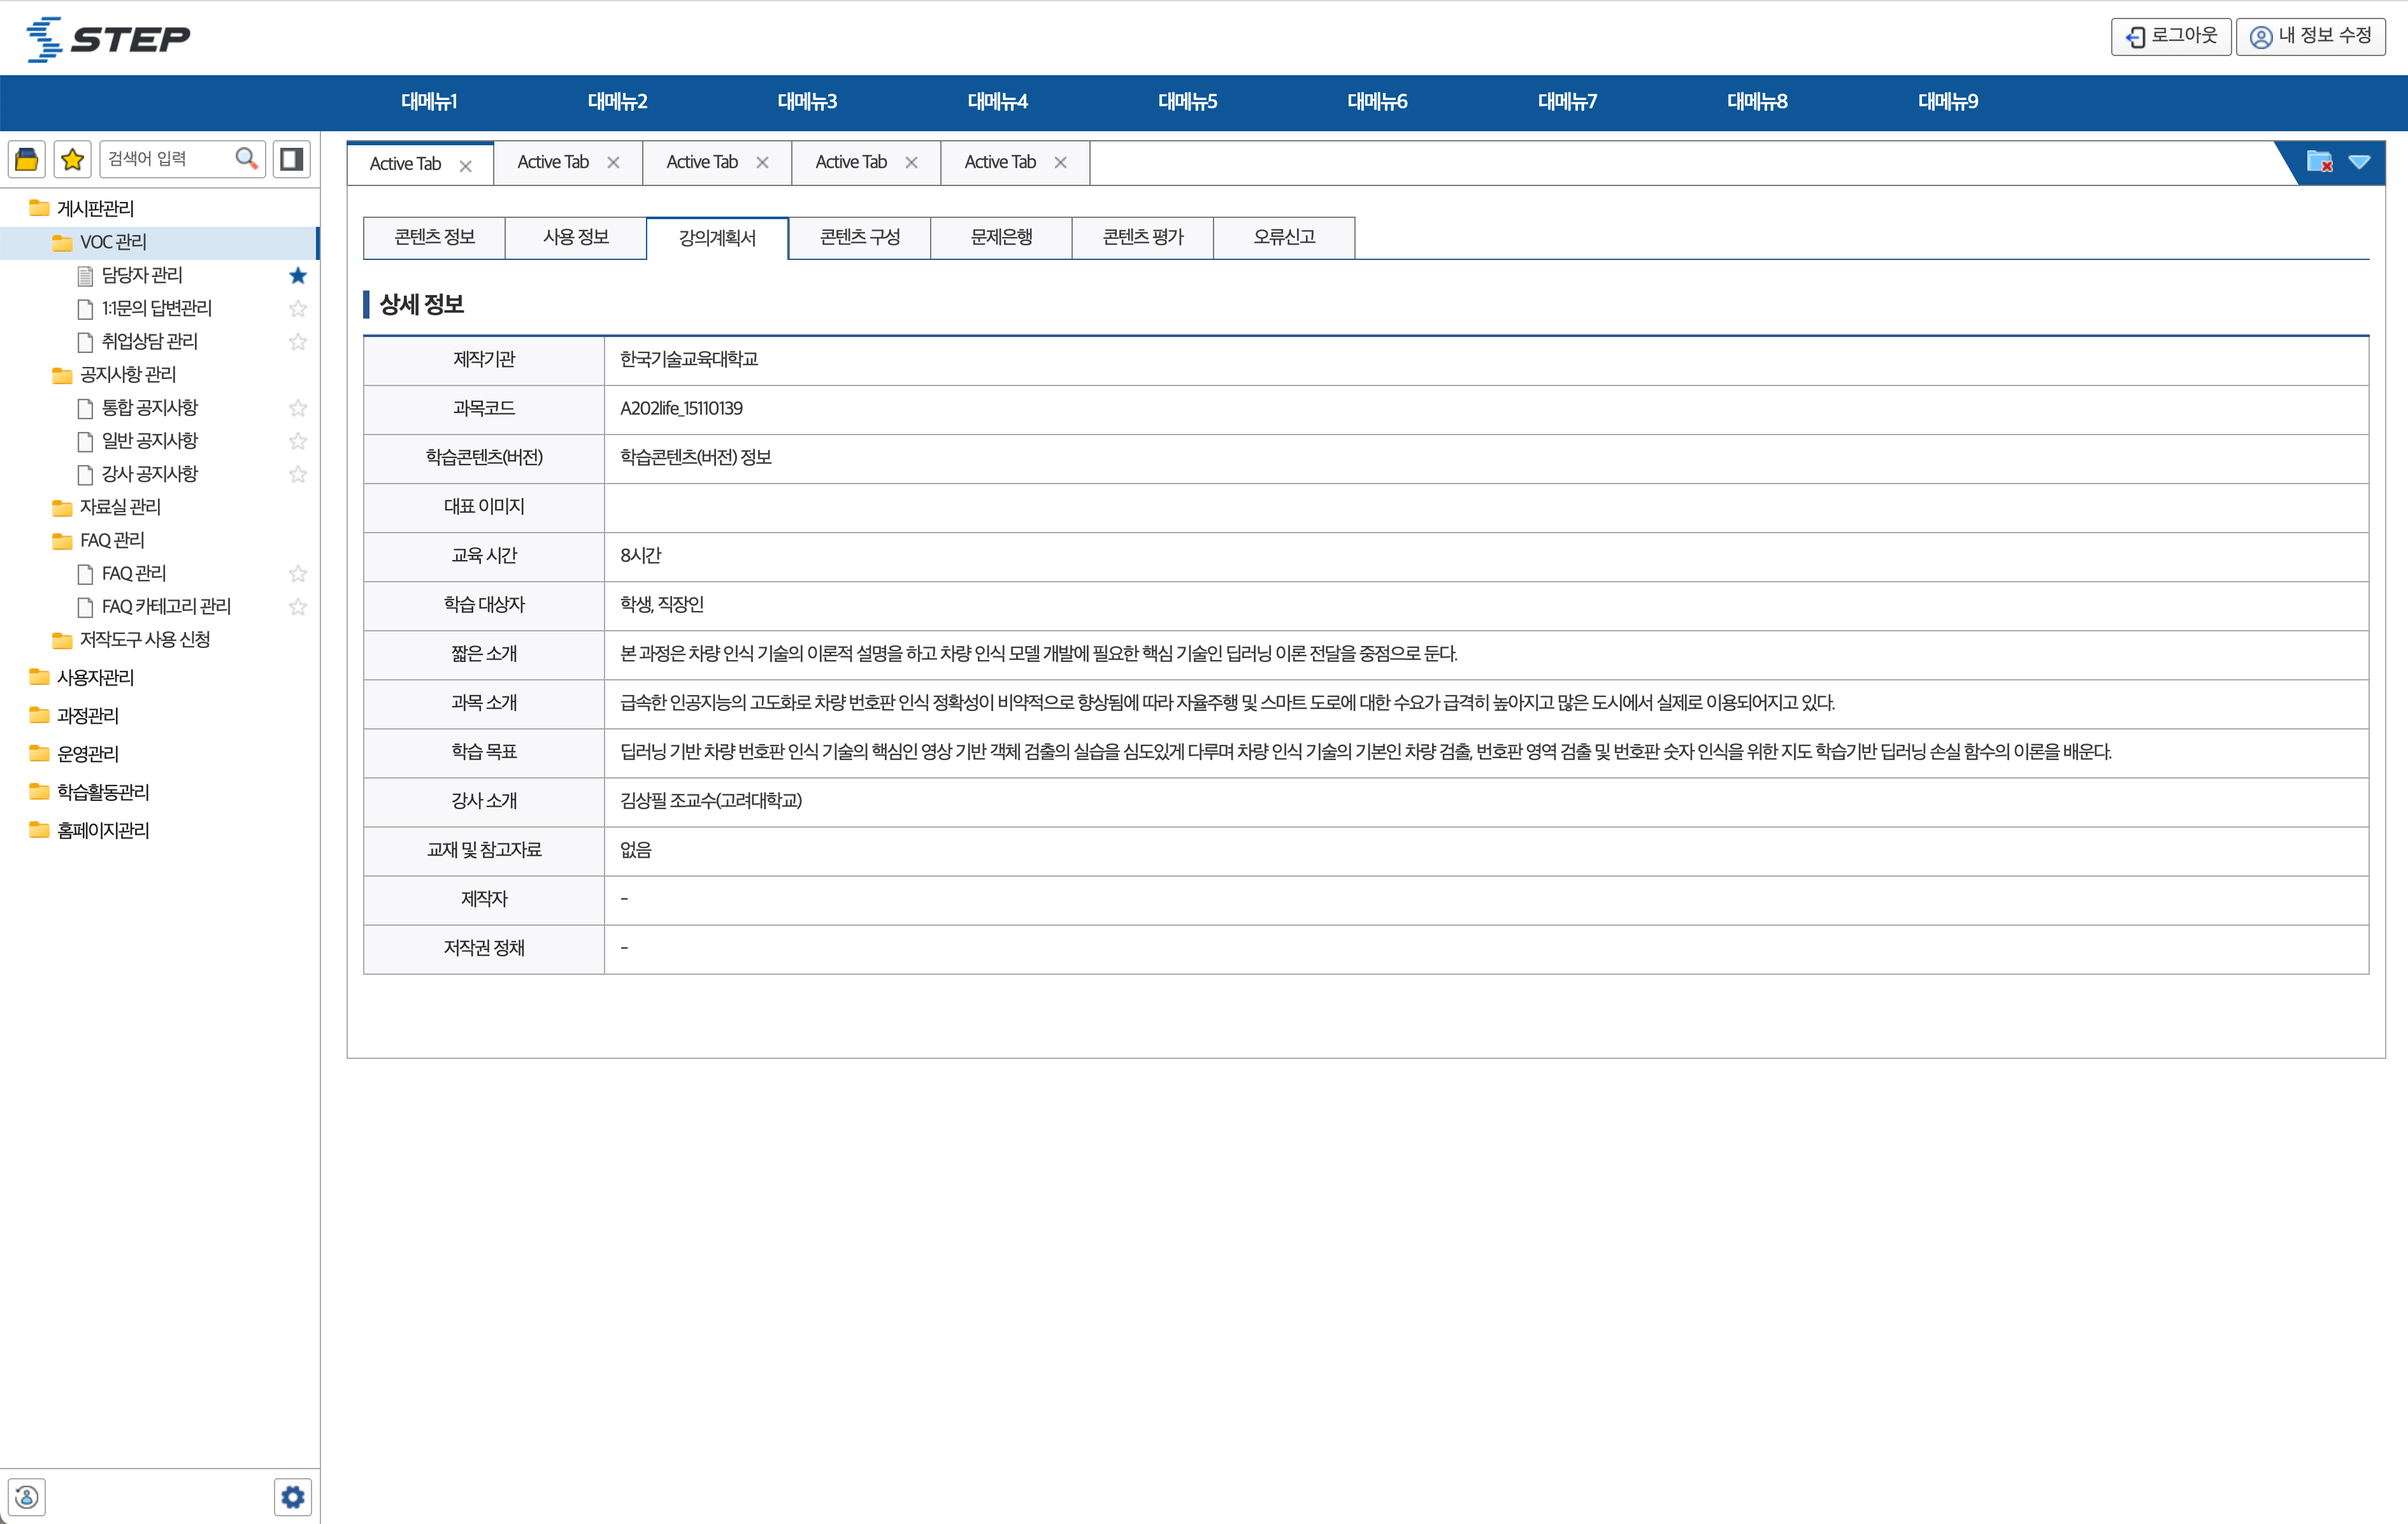 STEP
로그아웃
내 정보 수정
대메뉴1 대메뉴2 대메뉴3 대메뉴4 대메뉴5 대메뉴6 대메뉴7 대메뉴8 대메뉴9
검색어 입력
게시판관리
VOC 관리
담당자 관리
1:1문의 답변관리
취업상담 관리
공지사항 관리
통합 공지사항
일반 공지사항
강사 공지사항
자료실 관리
FAQ 관리
FAQ 관리
FAQ 카테고리 관리
저작도구 사용 신청
사용자관리
과정관리
운영관리
학습활동관리
홈페이지관리
Active Tab Active Tab Active Tab Active Tab Active Tab
콘텐츠 정보 사용 정보 강의계획서 콘텐츠 구성 문제은행 콘텐츠 평가 오류신고
상세 정보
제작기관 한국기술교육대학교
과목코드 A202life_15110139
학습콘텐츠(버전) 학습콘텐츠(버전) 정보
대표 이미지
교육 시간 8시간
학습 대상자 학생, 직장인
짧은 소개 본 과정은 차량 인식 기술의 이론적 설명을 하고 차량 인식 모델 개발에 필요한 핵심 기술인 딥러닝 이론 전달을 중점으로 둔다.
과목 소개 급속한 인공지능의 고도화로 차량 번호판 인식 정확성이 비약적으로 향상됨에 따라 자율주행 및 스마트 도로에 대한 수요가 급격히 높아지고 많은 도시에서 실제로 이용되어지고 있다.
학습 목표 딥러닝 기반 차량 번호판 인식 기술의 핵심인 영상 기반 객체 검출의 실습을 심도있게 다루며 차량 인식 기술의 기본인 차량 검출, 번호판 영역 검출 및 번호판 숫자 인식을 위한 지도 학습기반 딥러닝 손실 함수의 이론을 배운다.
강사 소개 김상필 조교수(고려대학교)
교재 및 참고자료 없음
제작자 -
저작권 정채 -